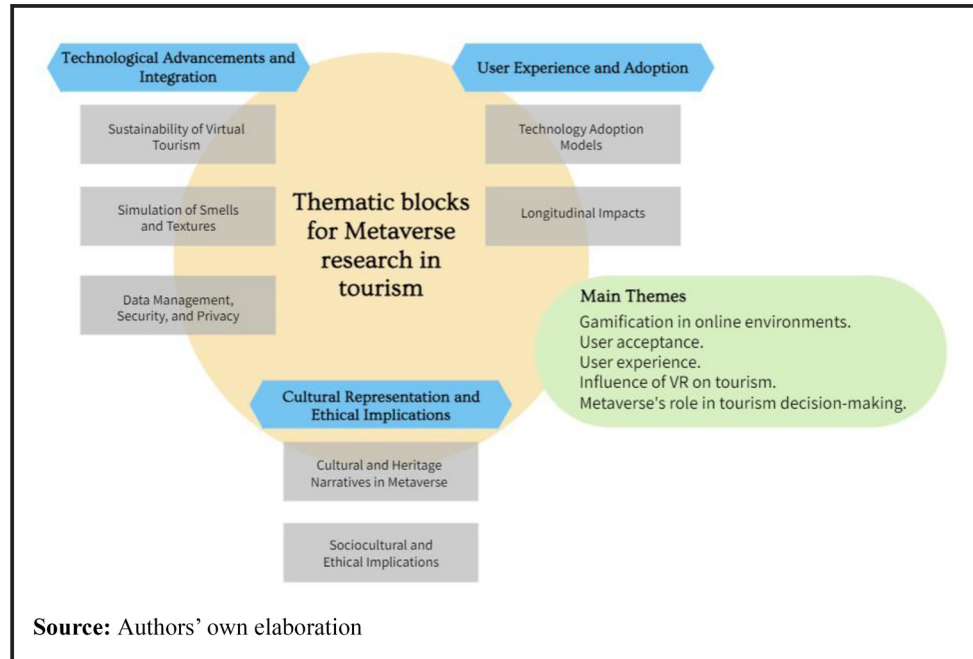 Technological Advancements and
Integration
Sustainability of Virtual
Tourism
Simulation of Smells
and Textures
Data Management,
Security, and Privacy
User Experience and Adoption
Technology Adoption
Models
Longitudinal Impacts
Thematic blocks
for Metaverse
research in
tourism
Main Themes
Gamification in online environments.
User acceptance.
User experience.
Influence of VR on tourism.
Metaverse's role in tourism decision-making.
Cultural Representation and
Ethical Implications
Cultural and Heritage
Narratives in Metaverse
Sociocultural and
Ethical Implications
Source: Authors’ own elaboration